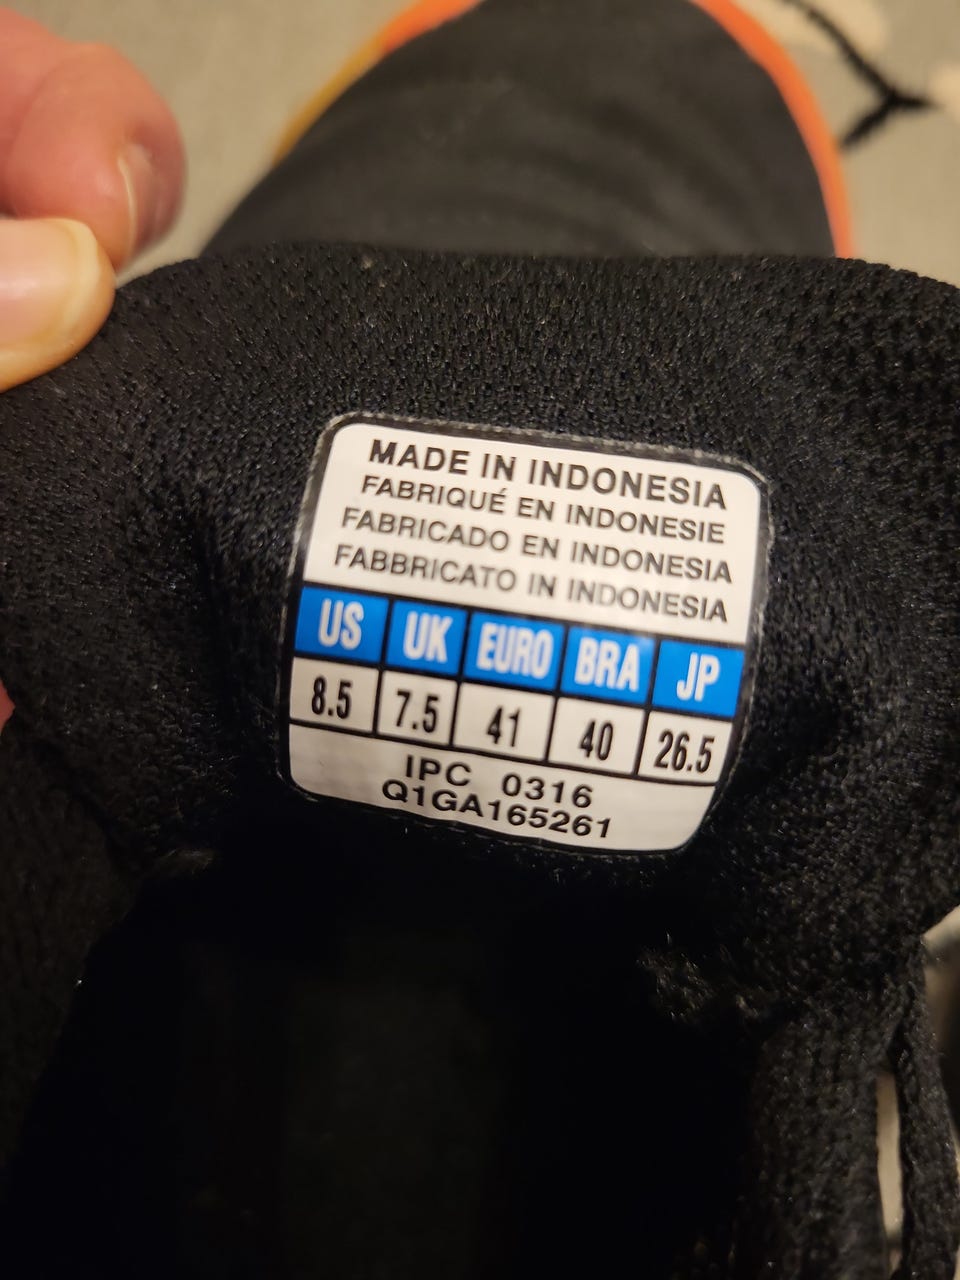 MADE IN INDONESIA
FABRIQUÉ EN INDONESIE
FABRICADO EN INDONESIA
FABBRICATO IN INDONESIA
US UK EURO BRA JP
8.5 7.5 41 40 26.5
IPC 0316
Q1GA165261